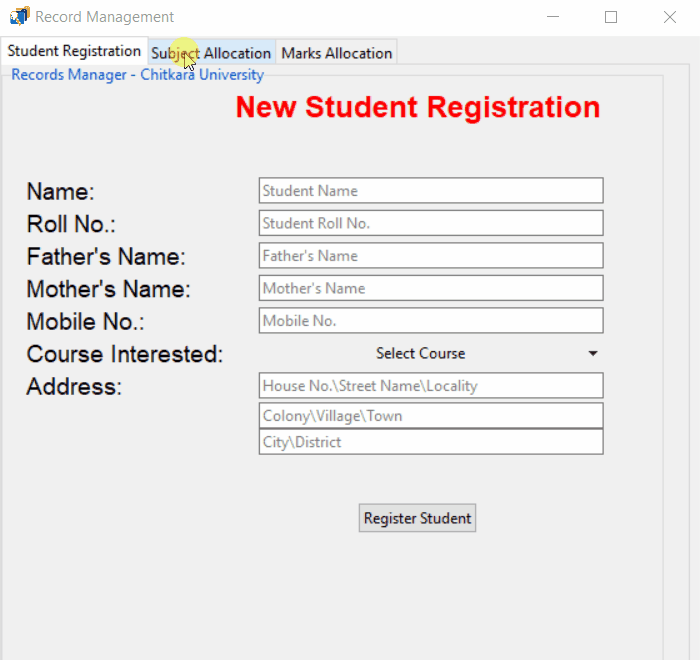 Record Management
Student Registration Subject Allocation Marks Allocation
Records Manager - Chitkara University
New Student Registration
Name: Student Name
Roll No.: Student Roll No.
Father's Name: Father's Name
Mother's Name: Mother's Name
Mobile No.: Mobile No.
Course Interested: Select Course
Address: House No.\Street Name\Locality
Colony\Village\Town
City\District
Register Student